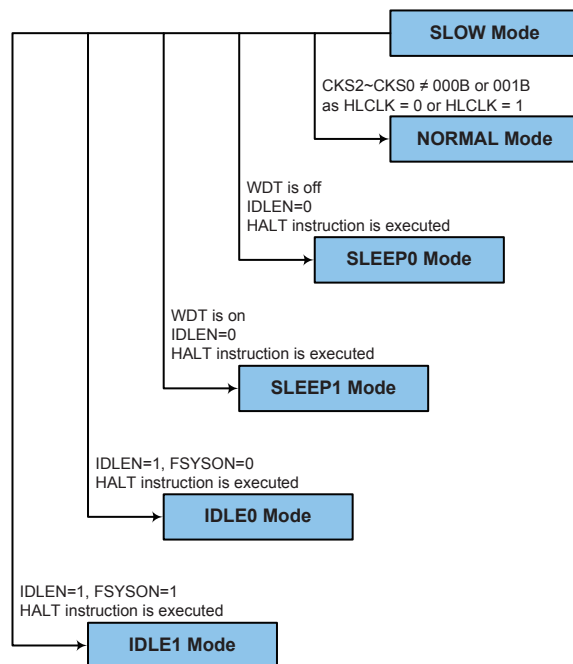 SLOW Mode
CKS2~CKS0 ≠ 000B or 001B
as HLCLK = 0 or HLCLK = 1
NORMAL Mode
WDT is off
IDLEN=0
HALT instruction is executed
SLEEP0 Mode
WDT is on
IDLEN=0
HALT instruction is executed
SLEEP1 Mode
IDLEN=1, FSYSON=0
HALT instruction is executed
IDLE0 Mode
IDLEN=1, FSYSON=1
HALT instruction is executed
IDLE1 Mode